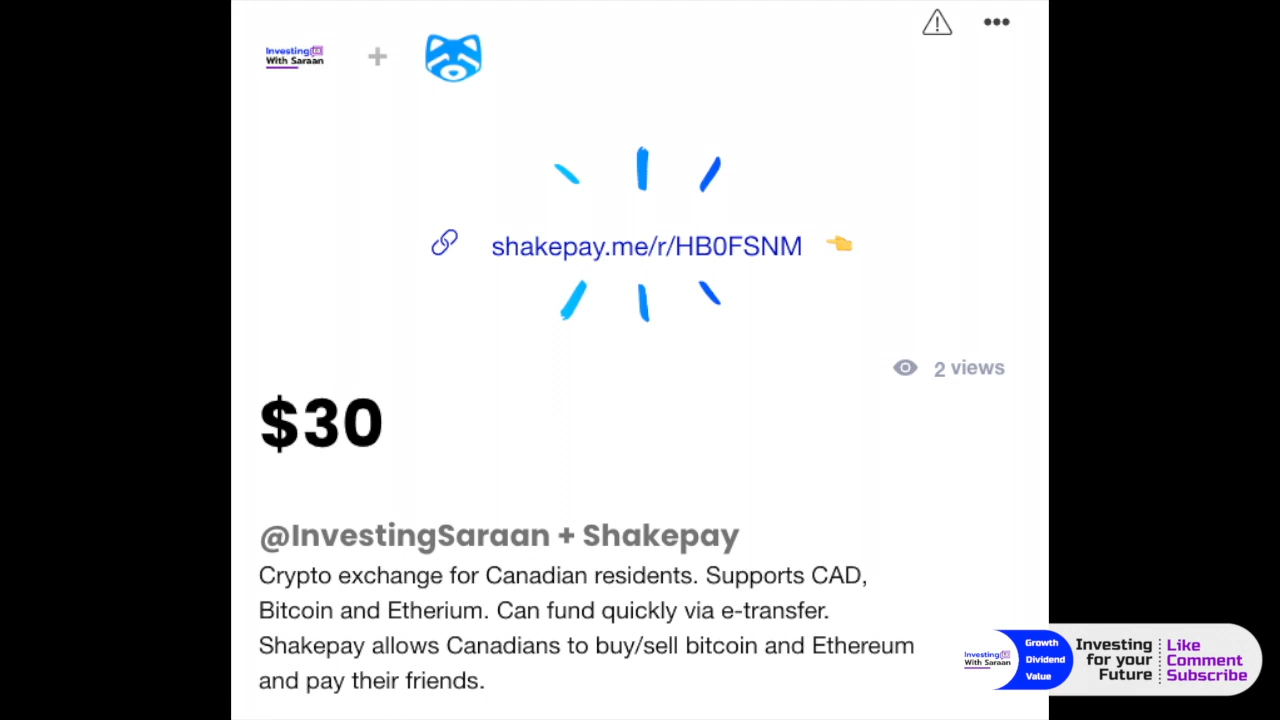 Investing
With Saraan
+
shakepay.me/r/HB0FSNM
2 views
$30
@InvestingSaraan + Shakepay
Crypto exchange for Canadian residents. Supports CAD,
Bitcoin and Etherium. Can fund quickly via e-transfer.
Shakepay allows Canadians to buy/sell bitcoin and Ethereum
and pay their friends.
Investing
With Saraan
Growth
Dividend
Value
Investing
for your
Future
Like
Comment
Subscribe